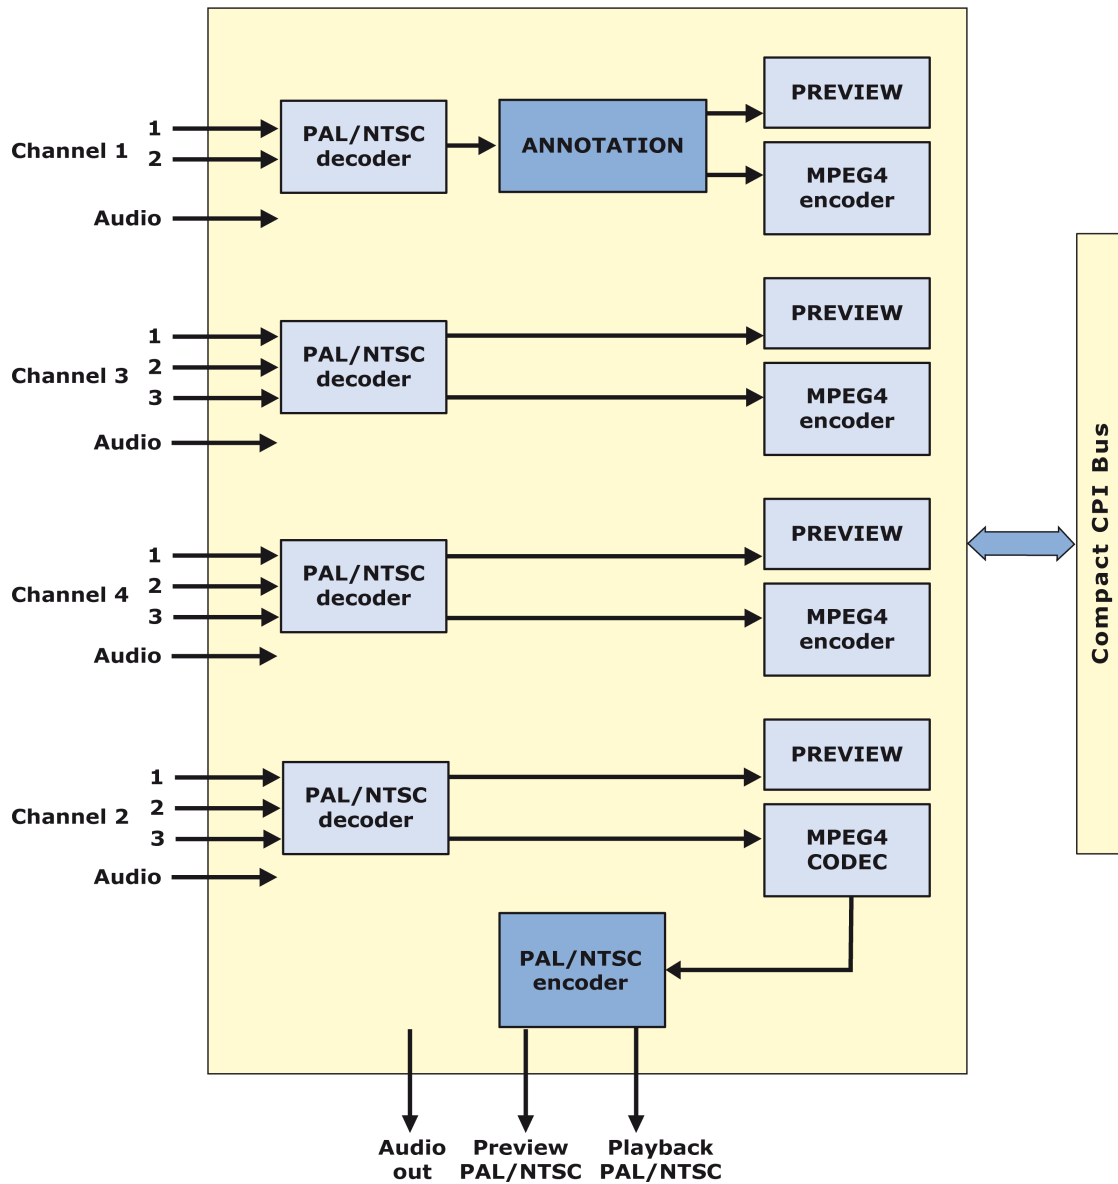 PREVIEW
1
PAL/NTSC
decoder
ANNOTATION
Channel 1
2
MPEG4
encoder
Audio
PREVIEW
1
PAL/NTSC
decoder
2
Channel 3
3
MPEG4
encoder
Audio
PREVIEW
1
PAL/NTSC
decoder
2
Channel 4
3
MPEG4
encoder
Audio
Compact CPI Bus
PREVIEW
1
PAL/NTSC
decoder
2
Channel 2
3
MPEG4
CODEC
Audio
PAL/NTSC
encoder
Audio
out
Preview
PAL/NTSC
Playback
PAL/NTSC